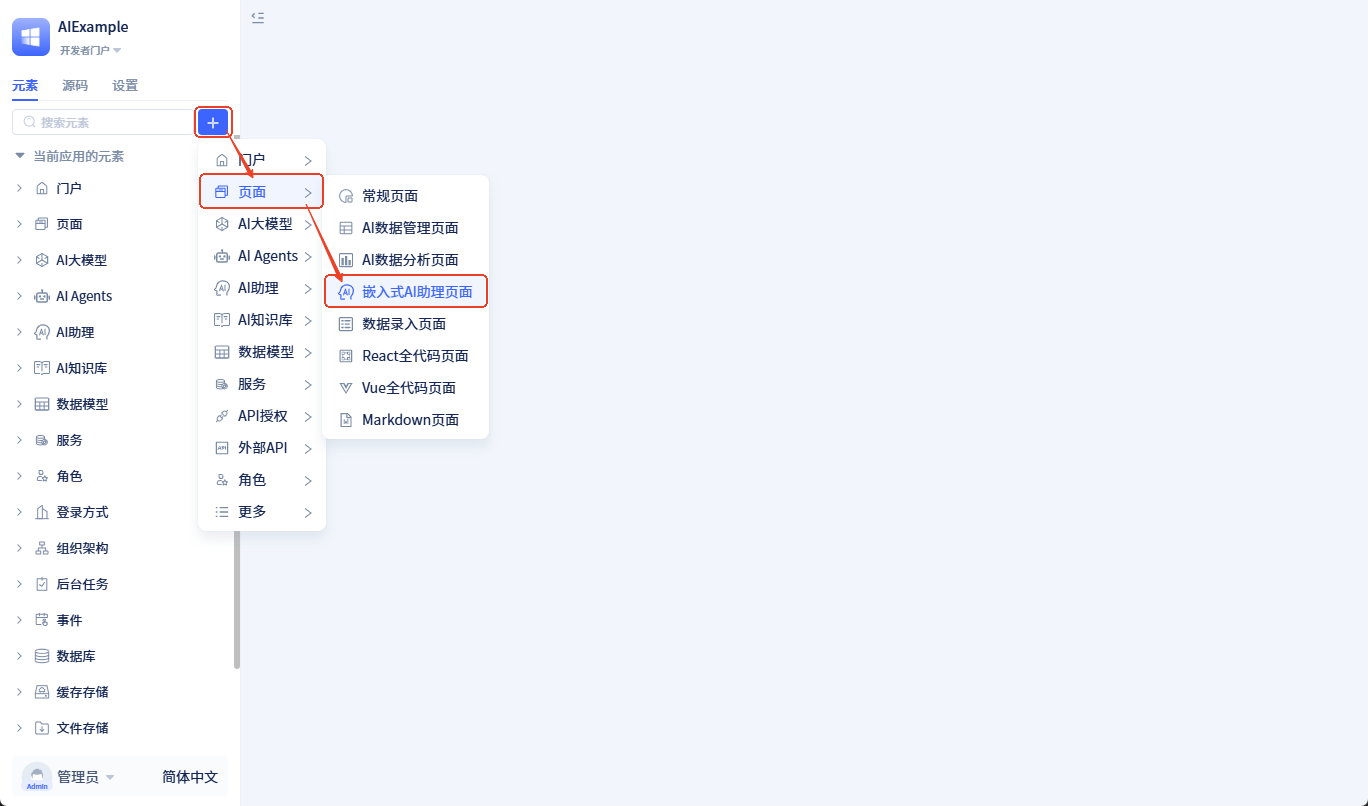 AIExample
开发者门户
元素 源码 设置
搜索元素
当前应用的元素
门户
页面
AI大模型
AI Agents
AI助理
AI知识库
数据模型
服务
角色
登录方式
组织架构
后台任务
事件
数据库
缓存存储
文件存储
Admin
管理员
简体中文
门户
页面
AI大模型
AI Agents
AI助理
AI知识库
数据模型
服务
API授权
外部API
角色
更多
常规页面
AI数据管理页面
AI数据分析页面
嵌入式AI助理页面
数据录入页面
React全代码页面
Vue全代码页面
Markdown页面